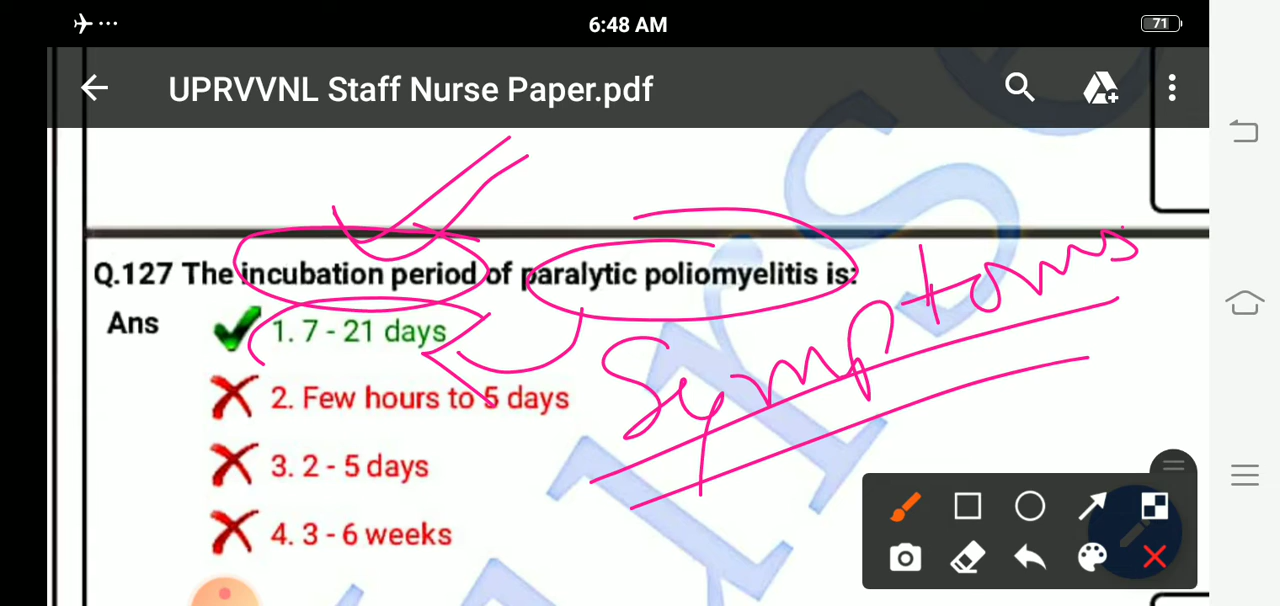 6:48 AM
71
UPRVVNL Staff Nurse Paper.pdf
Q.127 The incubation period of paralytic poliomyelitis is:
Ans 1. 7 - 21 days
2. Few hours to 5 days
3. 2 - 5 days
4. 3 - 6 weeks
Symptoms